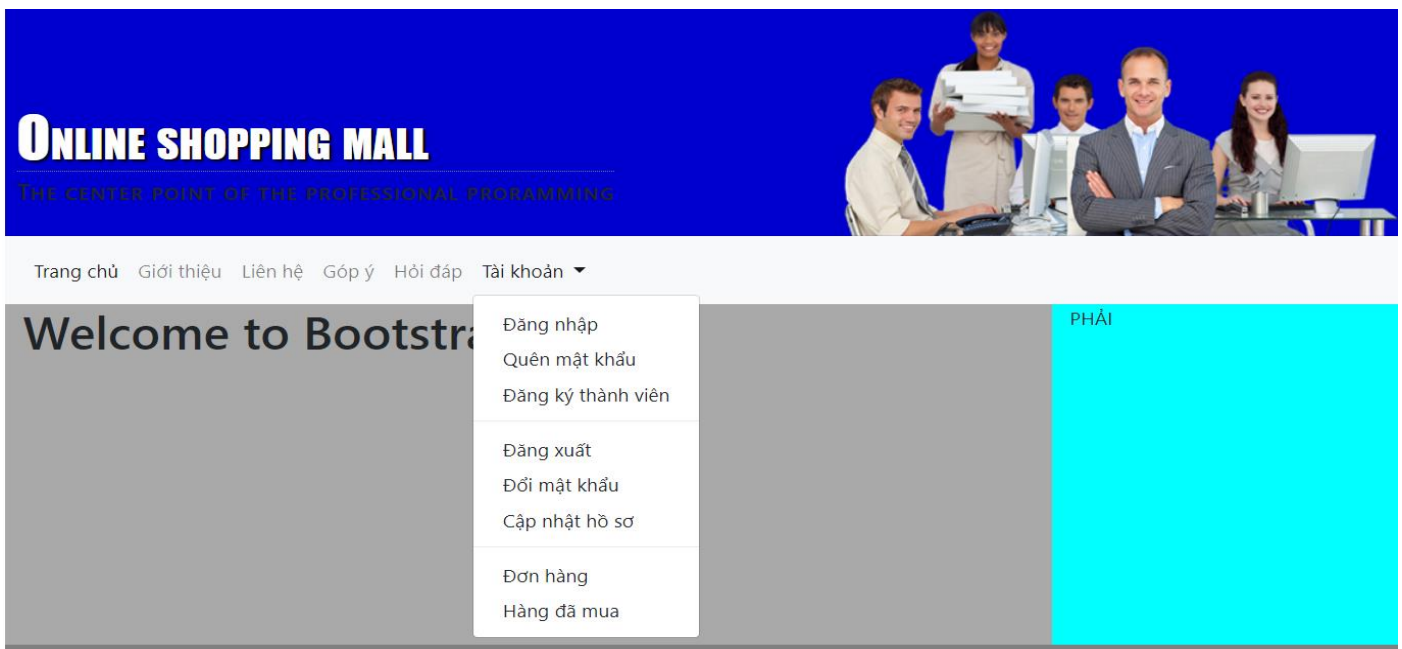 ONLINE SHOPPING MALL
THE CENTER POINT OF THE PROFESSIONAL PRORAMMING
Trang chủ Giới thiệu Liên hệ Góp ý Hỏi đáp Tài khoản
Welcome to Bootstra
PHẢI
Đăng nhập
Quên mật khẩu
Đăng ký thành viên
Đăng xuất
Đổi mật khẩu
Cập nhật hồ sơ
Đơn hàng
Hàng đã mua